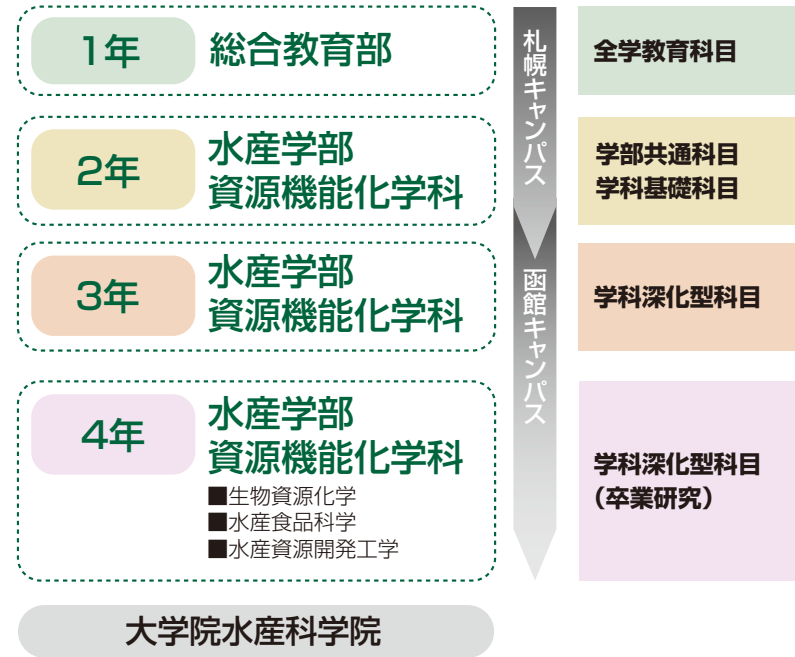 1年
総合教育部
全学教育科目
札幌キャンパス
2年
水産学部
資源機能化学科
学部共通科目
学科基礎科目
3年
水産学部
資源機能化学科
学科深化型科目
函館キャンパス
4年
水産学部
資源機能化学科
■生物資源化学
■水産食品科学
■水産資源開発工学
学科深化型科目
（卒業研究）
大学院水産科学院